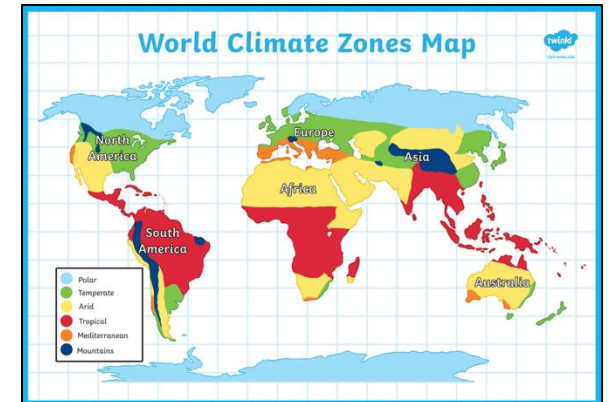 World Climate Zones Map
twinkl
North
America
Europe
Asia
Africa
South
America
Australia
Polar
Temperate
Arid
Tropical
Mediterranean
Mountains